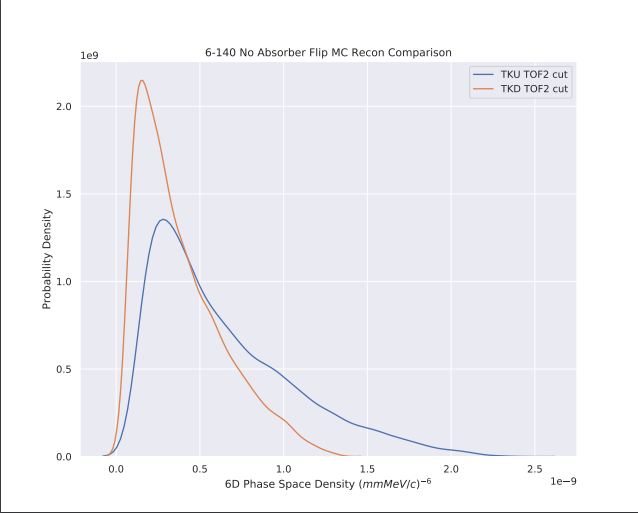 6-140 No Absorber Flip MC Recon Comparison
1e9
TKU TOF2 cut
TKD TOF2 cut
2.0
1.5
1.0
0.5
0.0
Probability Density
0.0 0.5 1.0 1.5 2.0 2.5
1e−9
6D Phase Space Density (mmMeV/c)⁻⁶